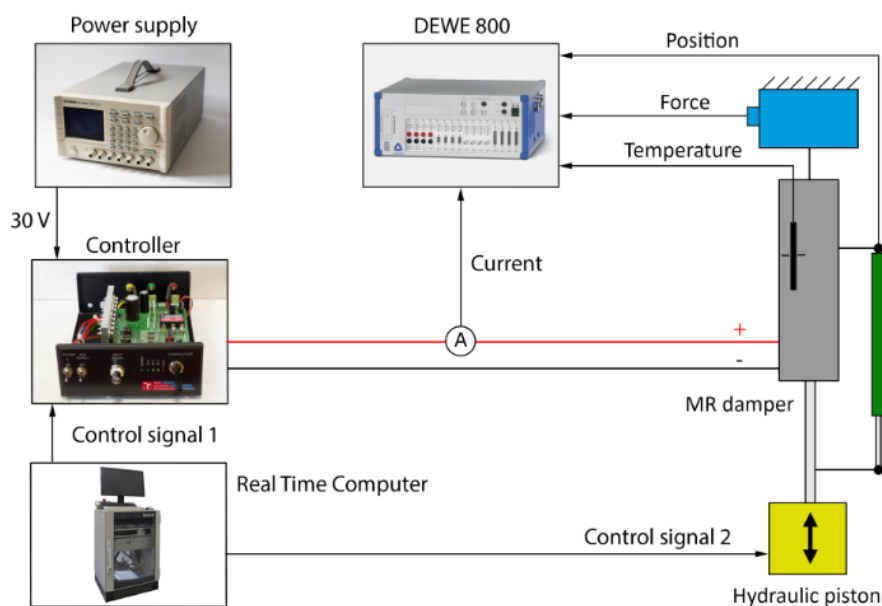 Power supply
DEWE 800
Position
Force
Temperature
30 V
Controller
Current
A
+
-
MR damper
Control signal 1
Real Time Computer
Control signal 2
Hydraulic piston